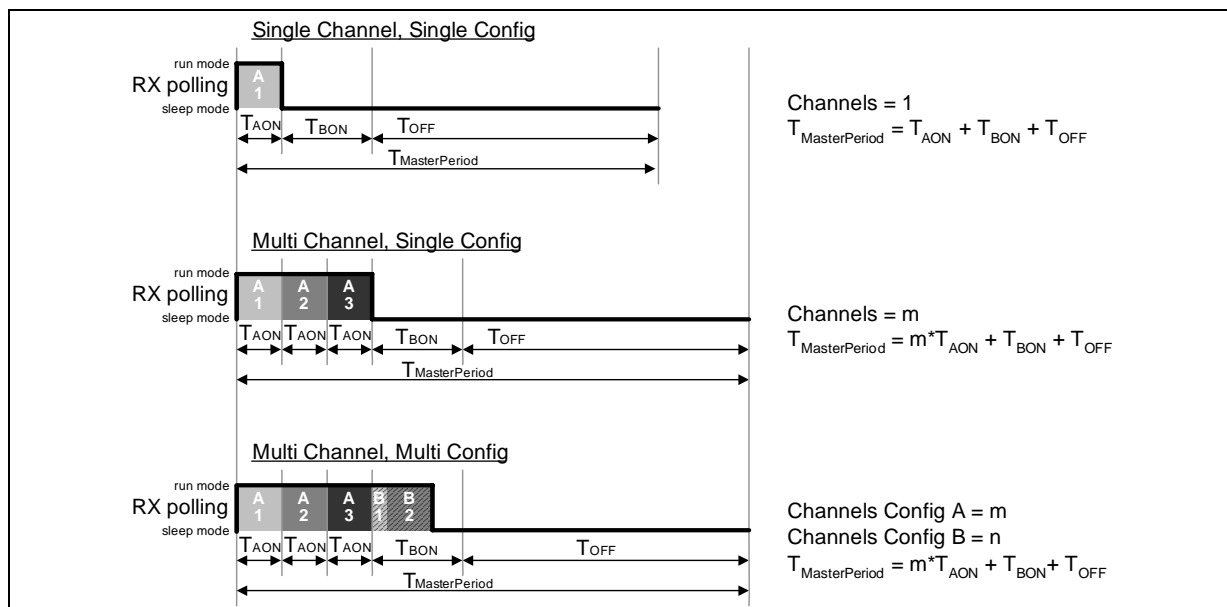 Single Channel, Single Config
run mode
RX polling
sleep mode
A
1
TAON
TBON
TOFF
TMasterPeriod
Channels = 1
TMasterPeriod = TAON + TBON + TOFF
Multi Channel, Single Config
run mode
RX polling
sleep mode
A
1
A
2
A
3
TAON TAON TAON TBON TOFF
TMasterPeriod
Channels = m
TMasterPeriod = m*TAON + TBON + TOFF
Multi Channel, Multi Config
run mode
RX polling
sleep mode
A
1
A
2
A
3
B
1
B
2
TAON TAON TAON TBON TOFF
TMasterPeriod
Channels Config A = m
Channels Config B = n
TMasterPeriod = m*TAON + TBON+ TOFF